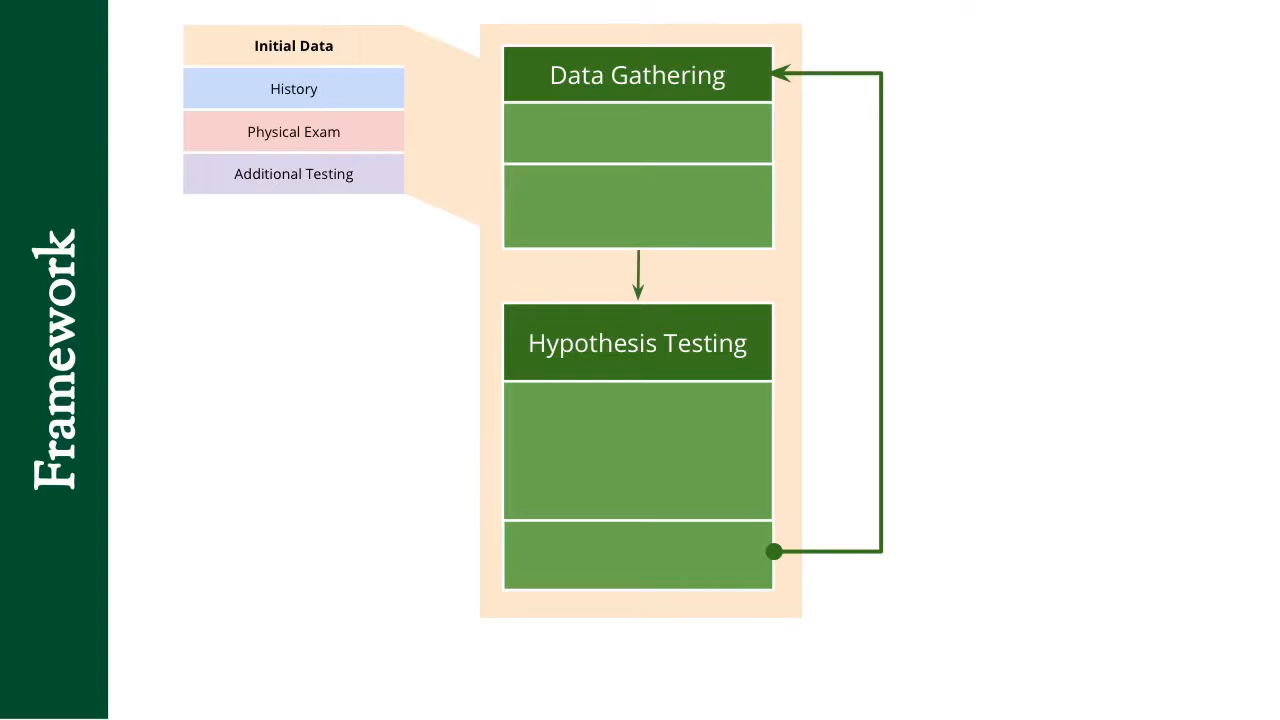 Framework
Initial Data
History
Physical Exam
Additional Testing
Data Gathering
Hypothesis Testing